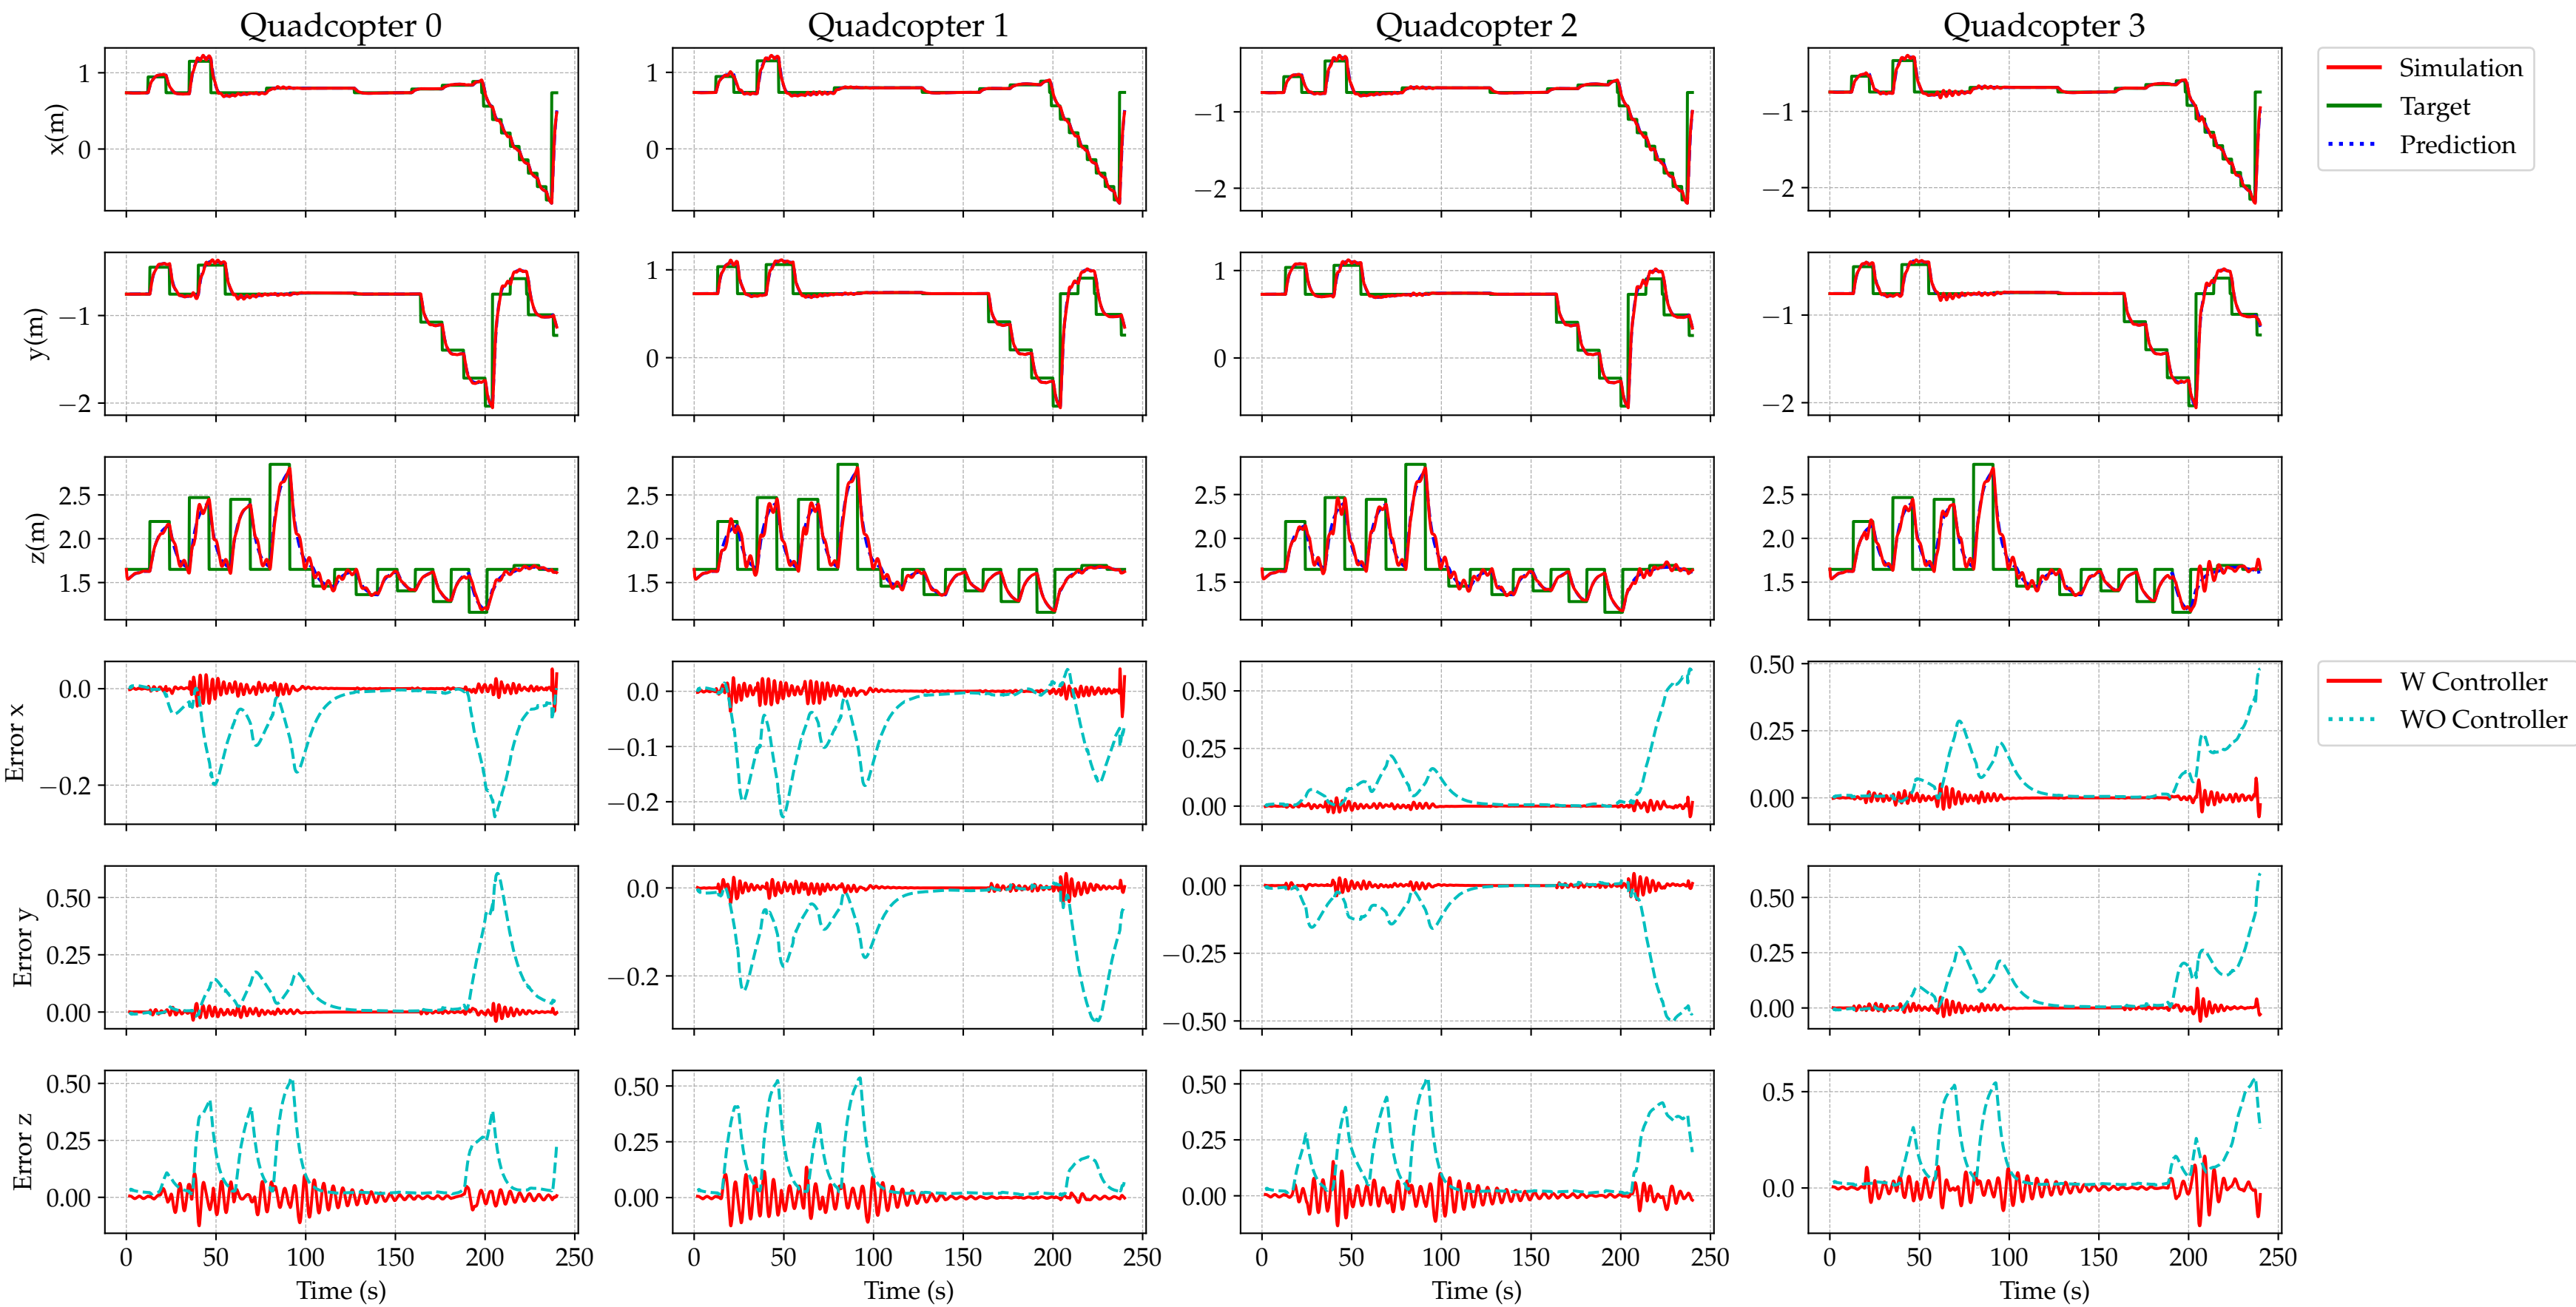 Quadcopter 0 Quadcopter 1 Quadcopter 2 Quadcopter 3
x(m) 1 0 1 0 −1 −2 −1 −2
Simulation
Target
Prediction
y(m) −1 −2 1 0 1 0 −1 −2
z(m) 2.5 2.0 1.5 2.5 2.0 1.5 2.5 2.0 1.5 2.5 2.0 1.5
Error x 0.0 −0.2 0.0 −0.1 −0.2 0.50 0.25 0.00 0.50 0.25 0.00
W Controller
WO Controller
Error y 0.50 0.25 0.00 0.0 −0.2 0.00 −0.25 −0.50 0.50 0.25 0.00
Error z 0.50 0.25 0.00 0.50 0.25 0.00 0.50 0.25 0.00 0.5 0.0
0 50 100 150 200 250 0 50 100 150 200 250 0 50 100 150 200 250 0 50 100 150 200 250
Time (s) Time (s) Time (s) Time (s)